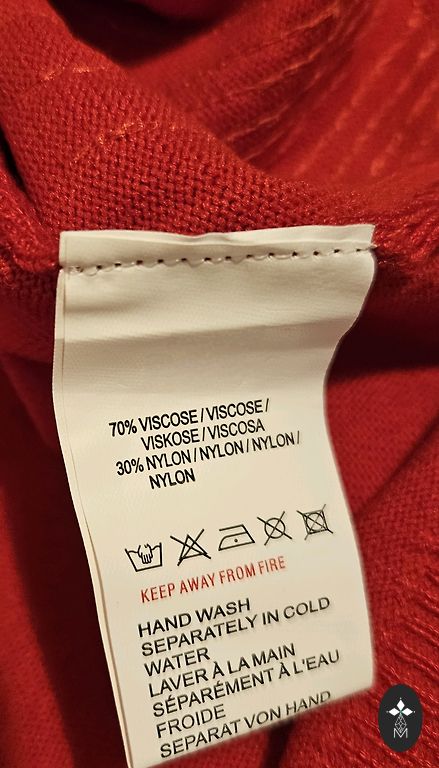 70% VISCOSE / VISCOSE /
VISKOSE / VISCOSA
30% NYLON / NYLON / NYLON /
NYLON
KEEP AWAY FROM FIRE
HAND WASH
SEPARATELY IN COLD
WATER
LAVER À LA MAIN
SÉPARÉMENT À L'EAU
FROIDE
SEPARAT VON HAND
M